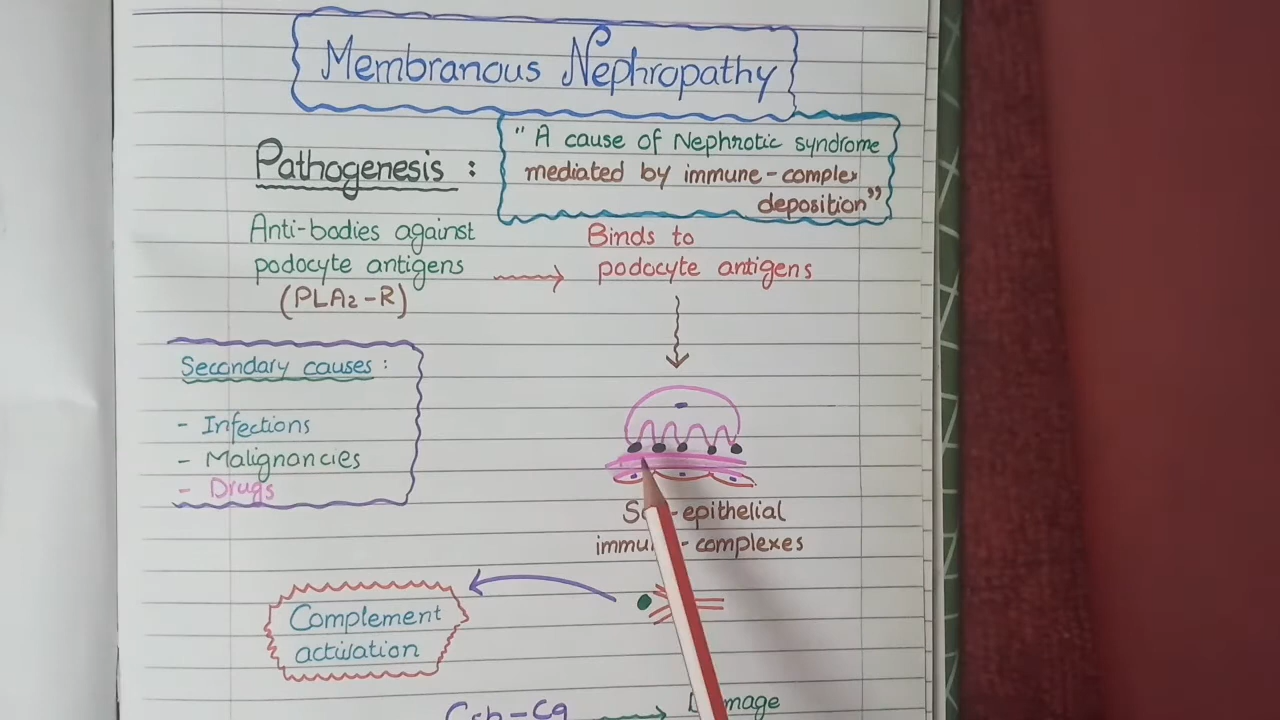 Membranous Nephropathy
"A cause of Nephrotic syndrome
mediated by immune-complex
deposition"
Pathogenesis :
Anti-bodies against
podocyte antigens
(PLA2-R)
Binds to
podocyte antigens
Secondary causes :
- Infections
- Malignancies
- Drugs
-epithelial
-complexes
Complement
activation